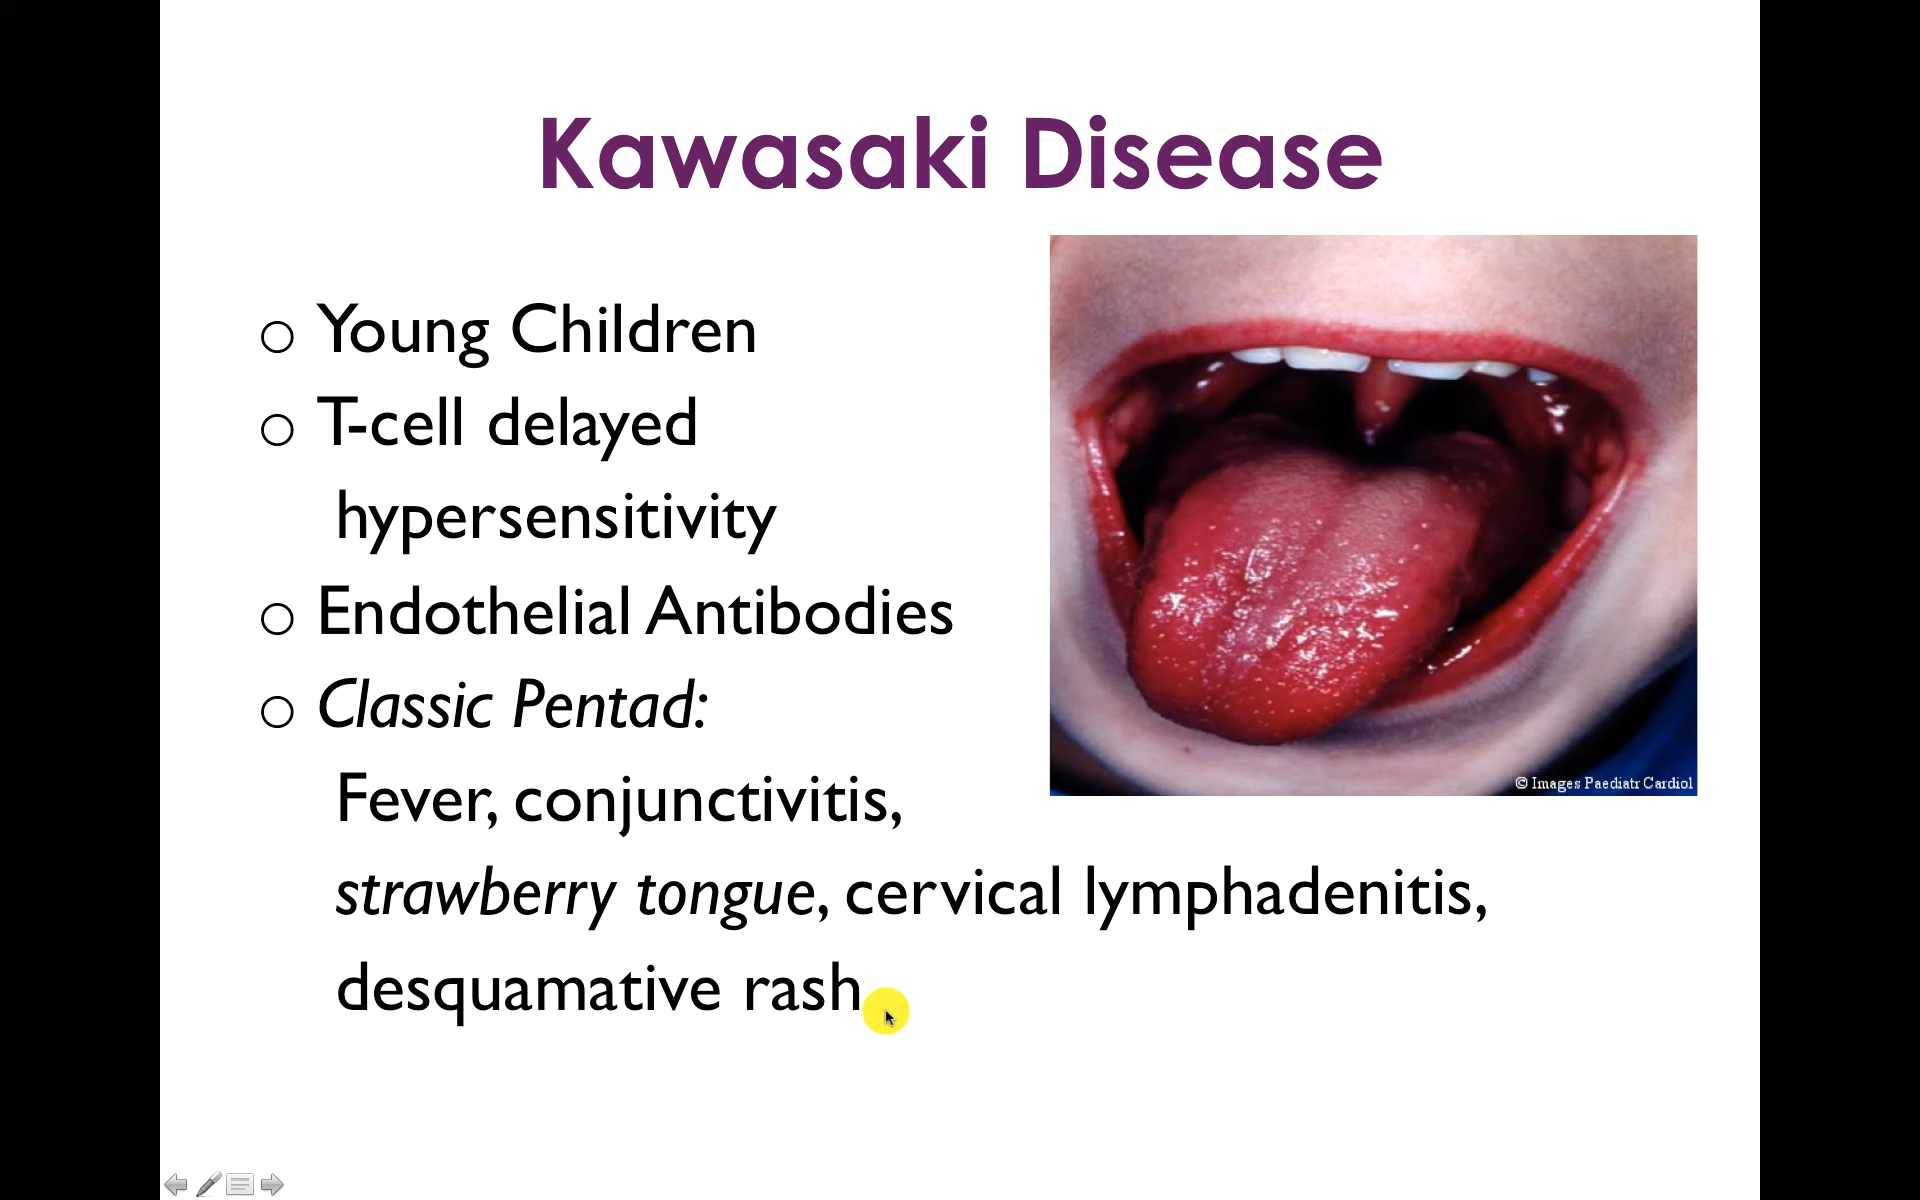 Kawasaki Disease
Young Children
T-cell delayed
hypersensitivity
Endothelial Antibodies
Classic Pentad:
Fever, conjunctivitis,
strawberry tongue, cervical lymphadenitis,
desquamative rash
© Images Paediatr Cardiol